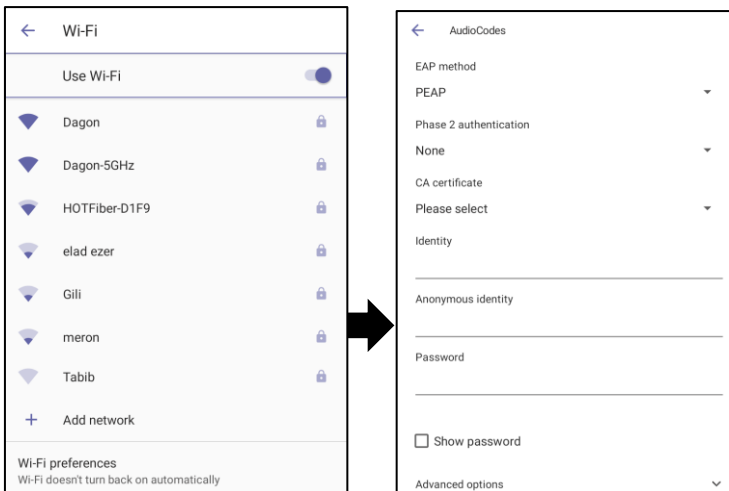 Wi-Fi
Use Wi-Fi
Dagon
Dagon-5GHz
HOTFiber-D1F9
elad ezer
Gili
meron
Tabib
Add network
Wi-Fi preferences
Wi-Fi doesn't turn back on automatically
AudioCodes
EAP method
PEAP
Phase 2 authentication
None
CA certificate
Please select
Identity
Anonymous identity
Password
Show password
Advanced options